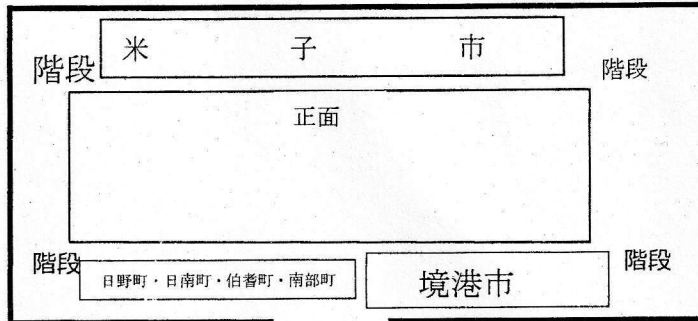 階段 米 子 市 階段
正面
階段 日野町・日南町・伯耆町・南部町 境港市 階段